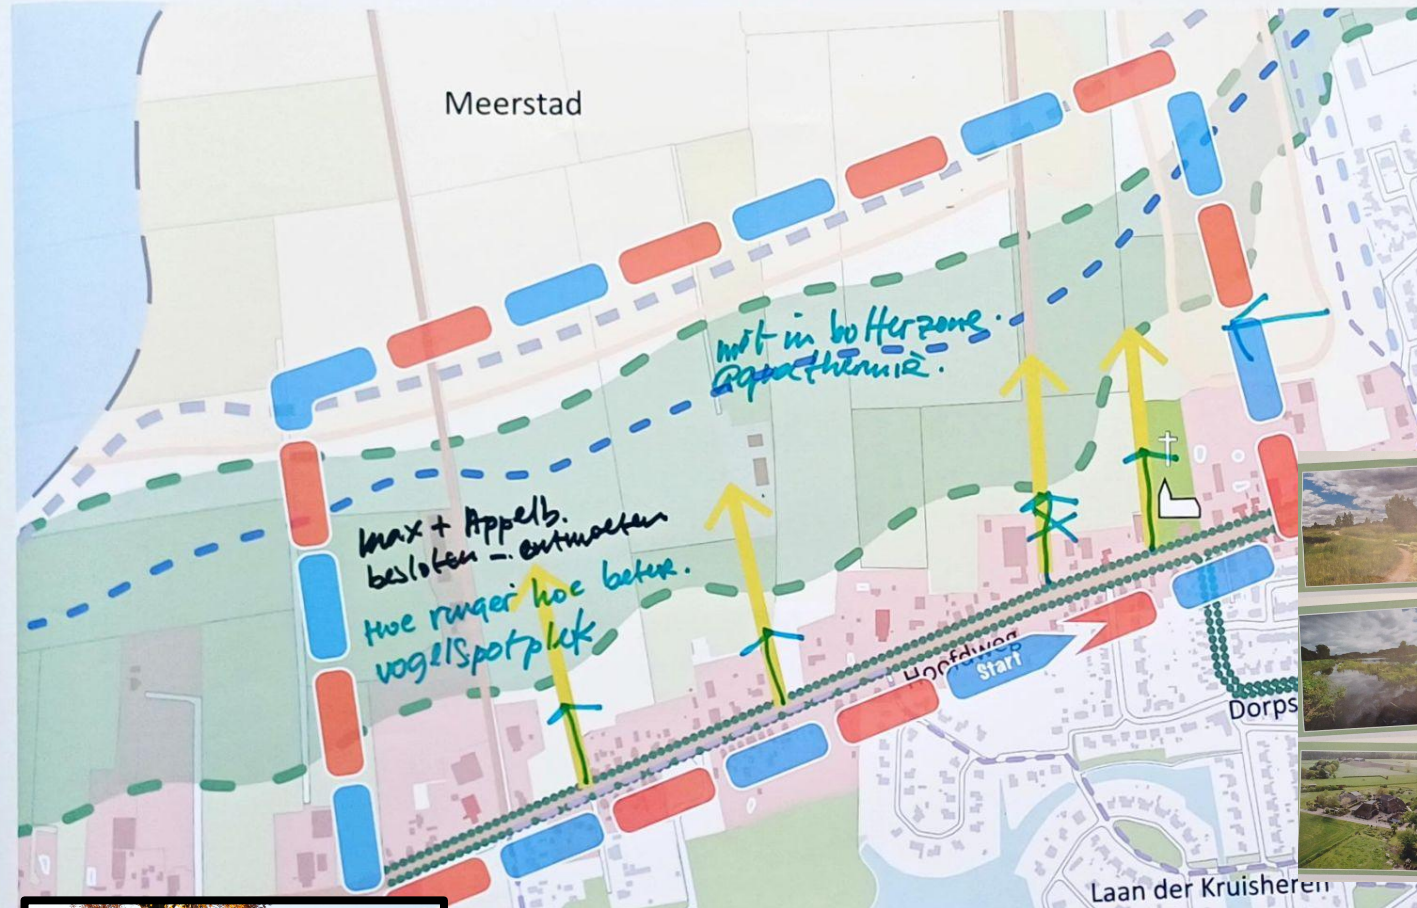 Meerstad
niet in bufferzone.
Aquathermie.
max + Appelb.
besloten - ontmoeten
Hoe ruiger hoe beter.
vogelspotplek
Hoofdweg
Start
Dorps
Laan der Kruisheren